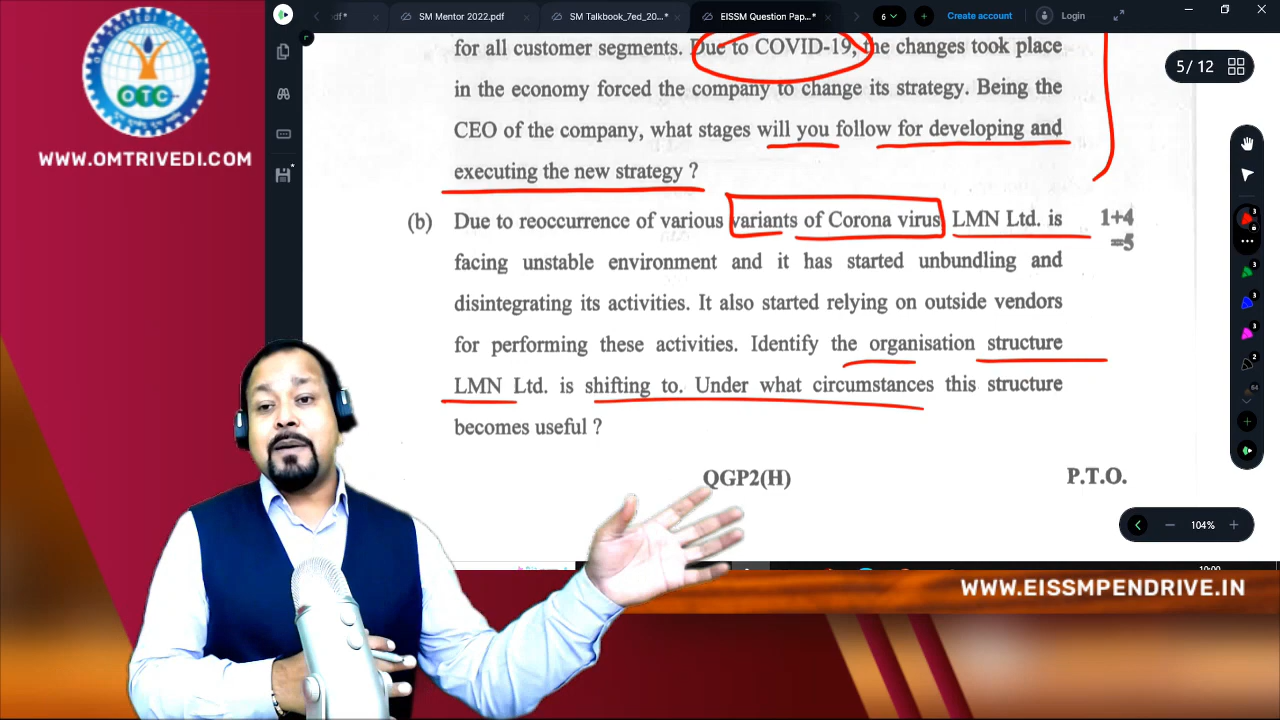 df*
SM Mentor 2022.pdf
SM Talkbook_7ed_20...*
EISSM Question Pap...*
6
Create account
Login
OTC
WWW.OMTRIVEDI.COM
5 / 12
for all customer segments. Due to COVID-19, the changes took place
in the economy forced the company to change its strategy. Being the
CEO of the company, what stages will you follow for developing and
executing the new strategy ?
(b) Due to reoccurrence of various variants of Corona virus LMN Ltd. is 1+4
=5
facing unstable environment and it has started unbundling and
disintegrating its activities. It also started relying on outside vendors
for performing these activities. Identify the organisation structure
LMN Ltd. is shifting to. Under what circumstances this structure
becomes useful ?
QGP2(H) P.T.O.
104%
WWW.EISSMPENDRIVE.IN